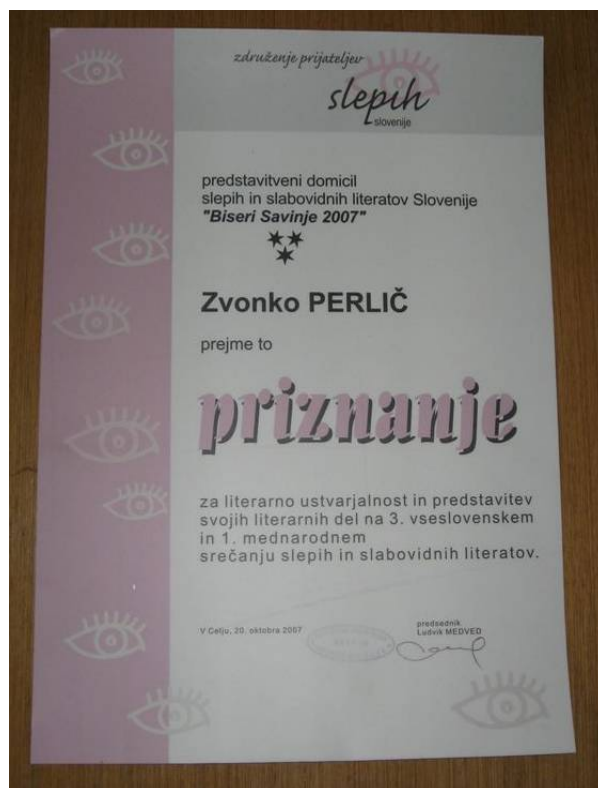 združenje prijateljev
slepih
slovenije
predstavitveni domicil
slepih in slabovidnih literatov Slovenije
"Biseri Savinje 2007"
Zvonko PERLIČ
prejme to
priznanje
za literarno ustvarjalnost in predstavitev
svojih literarnih del na 3. vseslovenskem
in 1. mednarodnem
srečanju slepih in slabovidnih literatov.
V Celju, 20. oktobra 2007
predsednik
Ludvik MEDVED